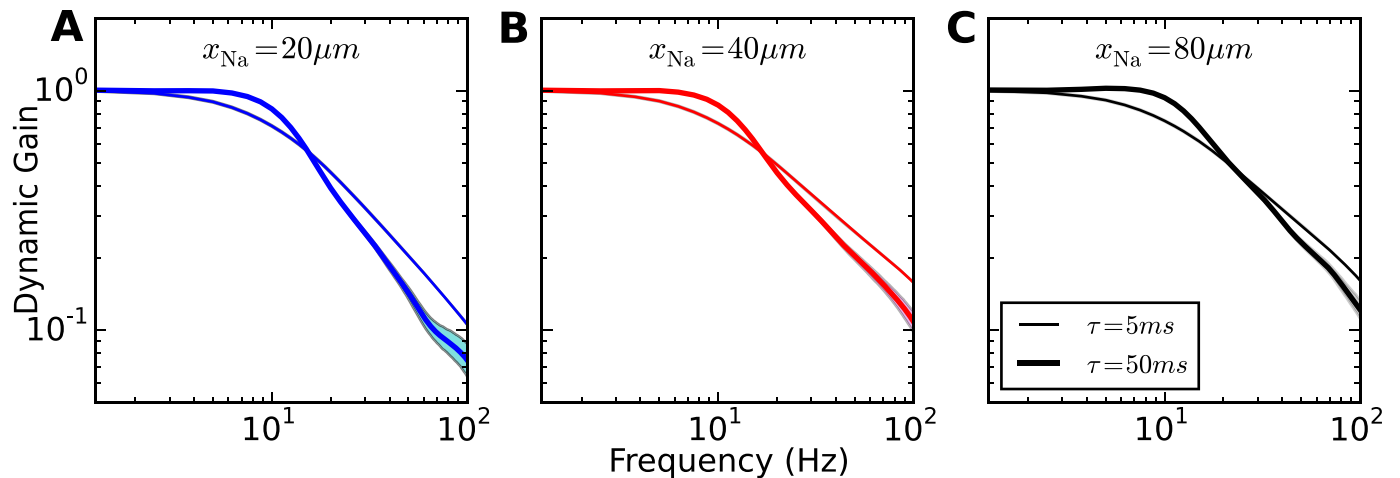 A
B
C
x_Na = 20μm
x_Na = 40μm
x_Na = 80μm
Dynamic Gain
10^0
10^-1
τ = 5ms
τ = 50ms
10^1
10^2
10^1
10^2
10^1
10^2
Frequency (Hz)